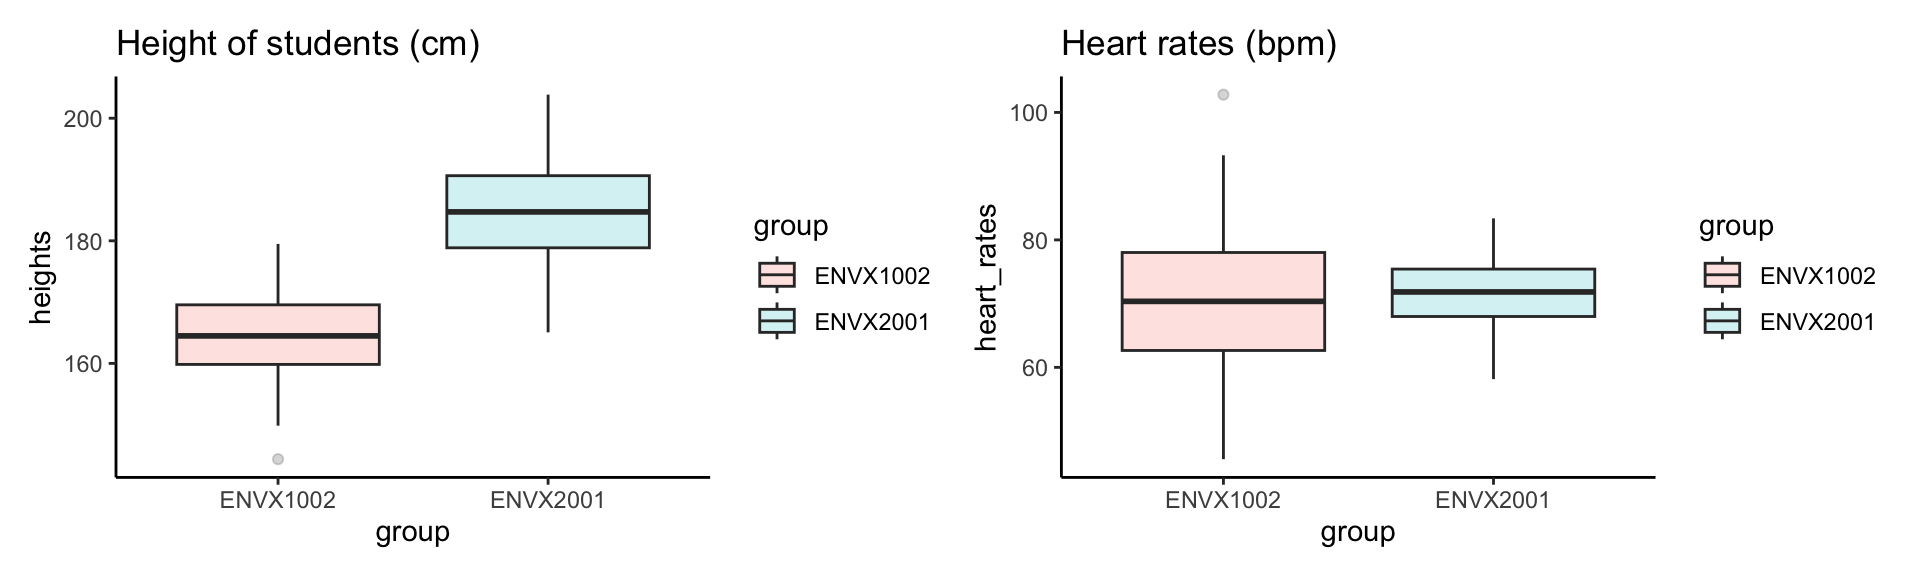 Height of students (cm)
heights
200
180
160
ENVX1002
ENVX2001
group
group
ENVX1002
ENVX2001
Heart rates (bpm)
heart_rates
100
80
60
ENVX1002
ENVX2001
group
group
ENVX1002
ENVX2001